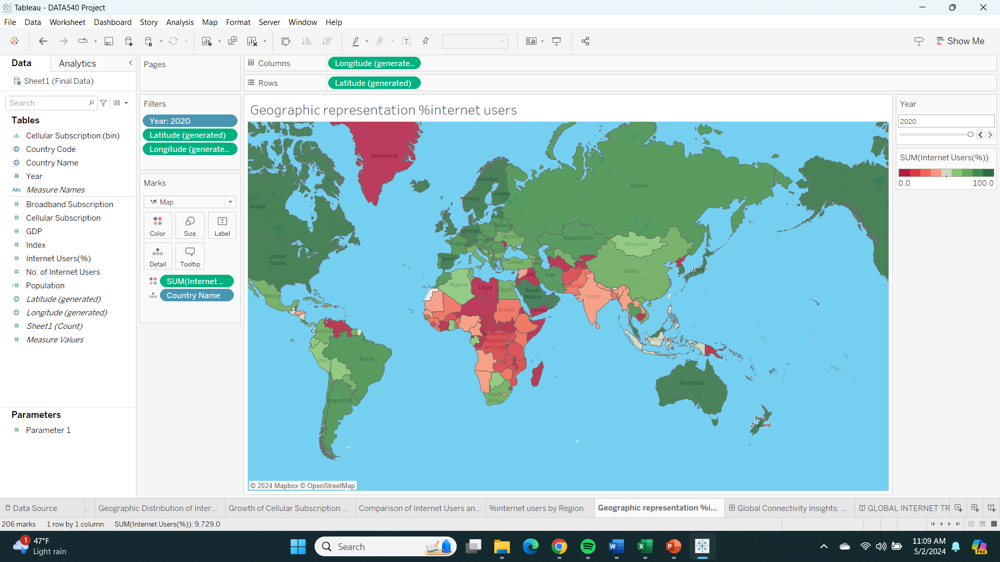 Tableau - DATA540 Project
File Data Worksheet Dashboard Story Analysis Map Format Server Window Help
Show Me
Data Analytics
Sheet1 (Final Data)
Search
Tables
Cellular Subscription (bin)
Country Code
Country Name
Year
Abc Measure Names
Broadband Subscription
Cellular Subscription
GDP
Index
Internet Users(%)
No. of Internet Users
Population
Latitude (generated)
Longitude (generated)
Sheet1 (Count)
Measure Values
Parameters
Parameter 1
Pages
Filters
Year: 2020
Latitude (generated)
Longitude (generate..
Marks
Map
Color Size Label
Detail Tooltip
SUM(Internet ..
Country Name
Columns Longitude (generate..
Rows Latitude (generated)
Geographic representation %internet users
Greenland
Sweden
Russia
Finland
Norway
Canada
Belarus
Germany
Ukraine
Kazakhstan
France
Mongolia
United
States
Spain
Turkey
China
Japan
Iraq
Iran
Algeria
Libya
Egypt
Pakistan
Saudi
Arabia
India
Mexico
Sudan
Yemen
Colombia
Democratic
Republic
of Congo
Indonesia
Peru
Brazil
Australia
South
Africa
Argentina
New
Zealand
© 2024 Mapbox © OpenStreetMap
Year
2020
SUM(Internet Users(%))
0.0 100.0
Data Source .. Geographic Distribution of Inter... Growth of Cellular Subscription ... Comparison of Internet Users an... %internet users by Region Geographic representation %i... Global Connectivity Insights: ... GLOBAL INTERNET TR
206 marks 1 row by 1 column SUM(Internet Users(%)): 9,729.0
1
47°F
Light rain
Search
W
X
P
11:09 AM
5/2/2024
PRE